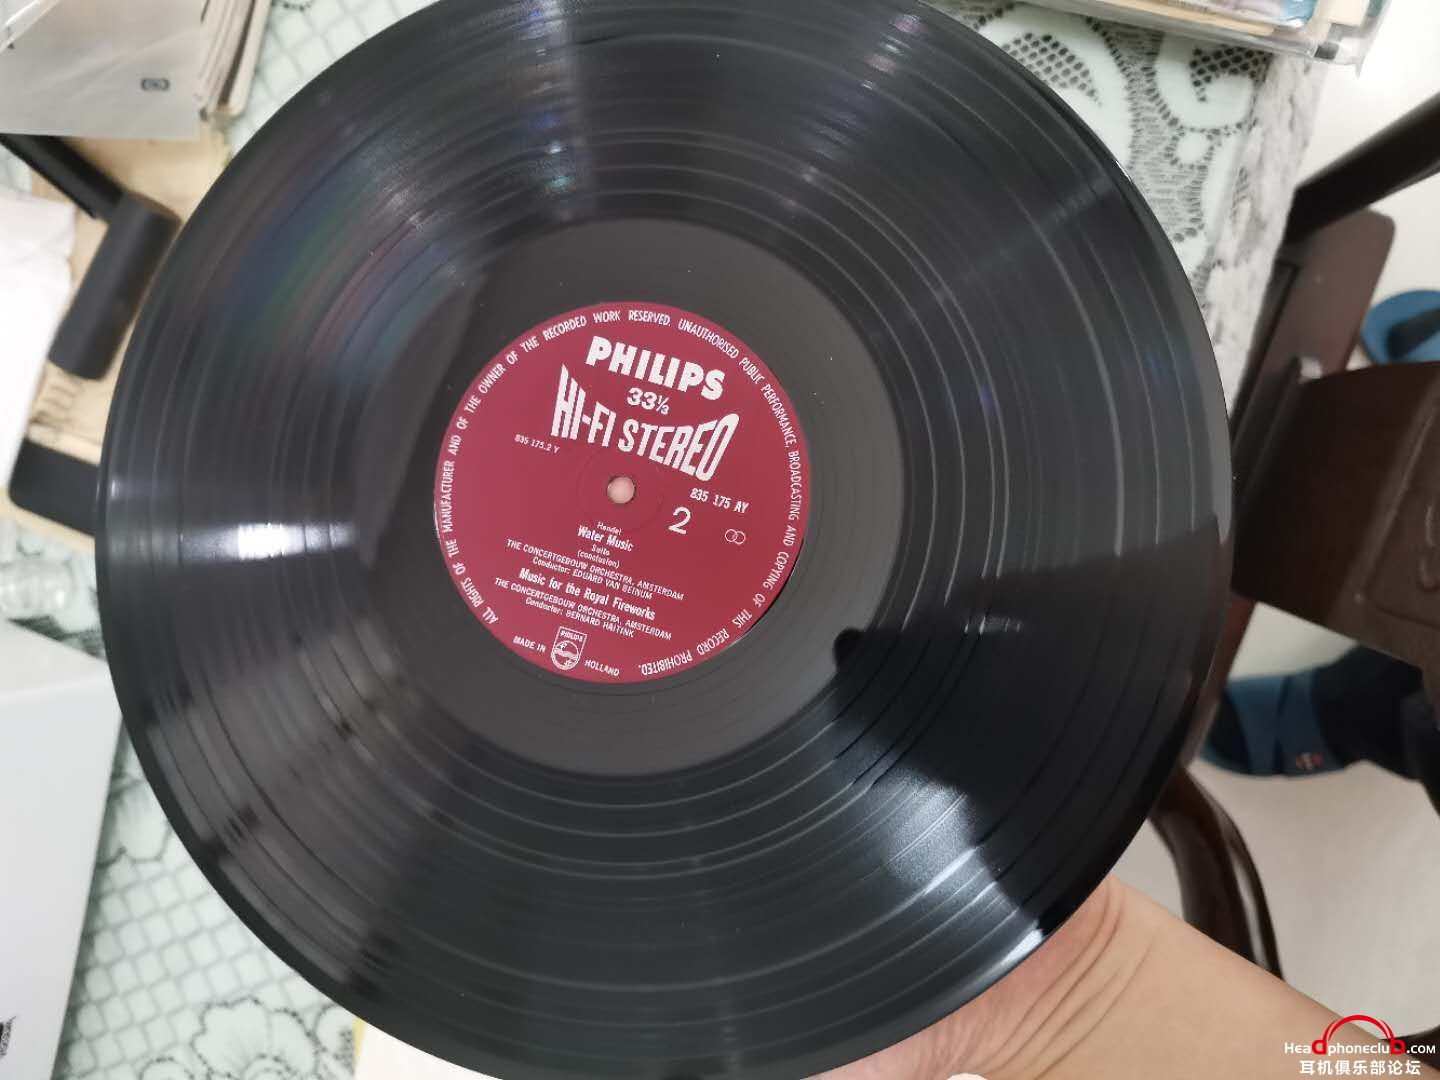 ALL RIGHTS OF THE MANUFACTURER AND OF THE OWNER OF THE RECORDED WORK RESERVED. UNAUTHORISED PUBLIC PERFORMANCE, BROADCASTING AND COPYING OF THIS RECORD PROHIBITED.
PHILIPS
33⅓
HI-FI STEREO
835 175.2 Y
835 175 AY
2
Handel
Water Music
Suite
(conclusion)
THE CONCERTGEBOUW ORCHESTRA, AMSTERDAM
Conductor: EDUARD VAN BEINUM
Music for the Royal Fireworks
THE CONCERTGEBOUW ORCHESTRA, AMSTERDAM
Conductor: BERNARD HAITINK
MADE IN
PHILIPS
HOLLAND
Headphoneclub.com
耳机俱乐部论坛